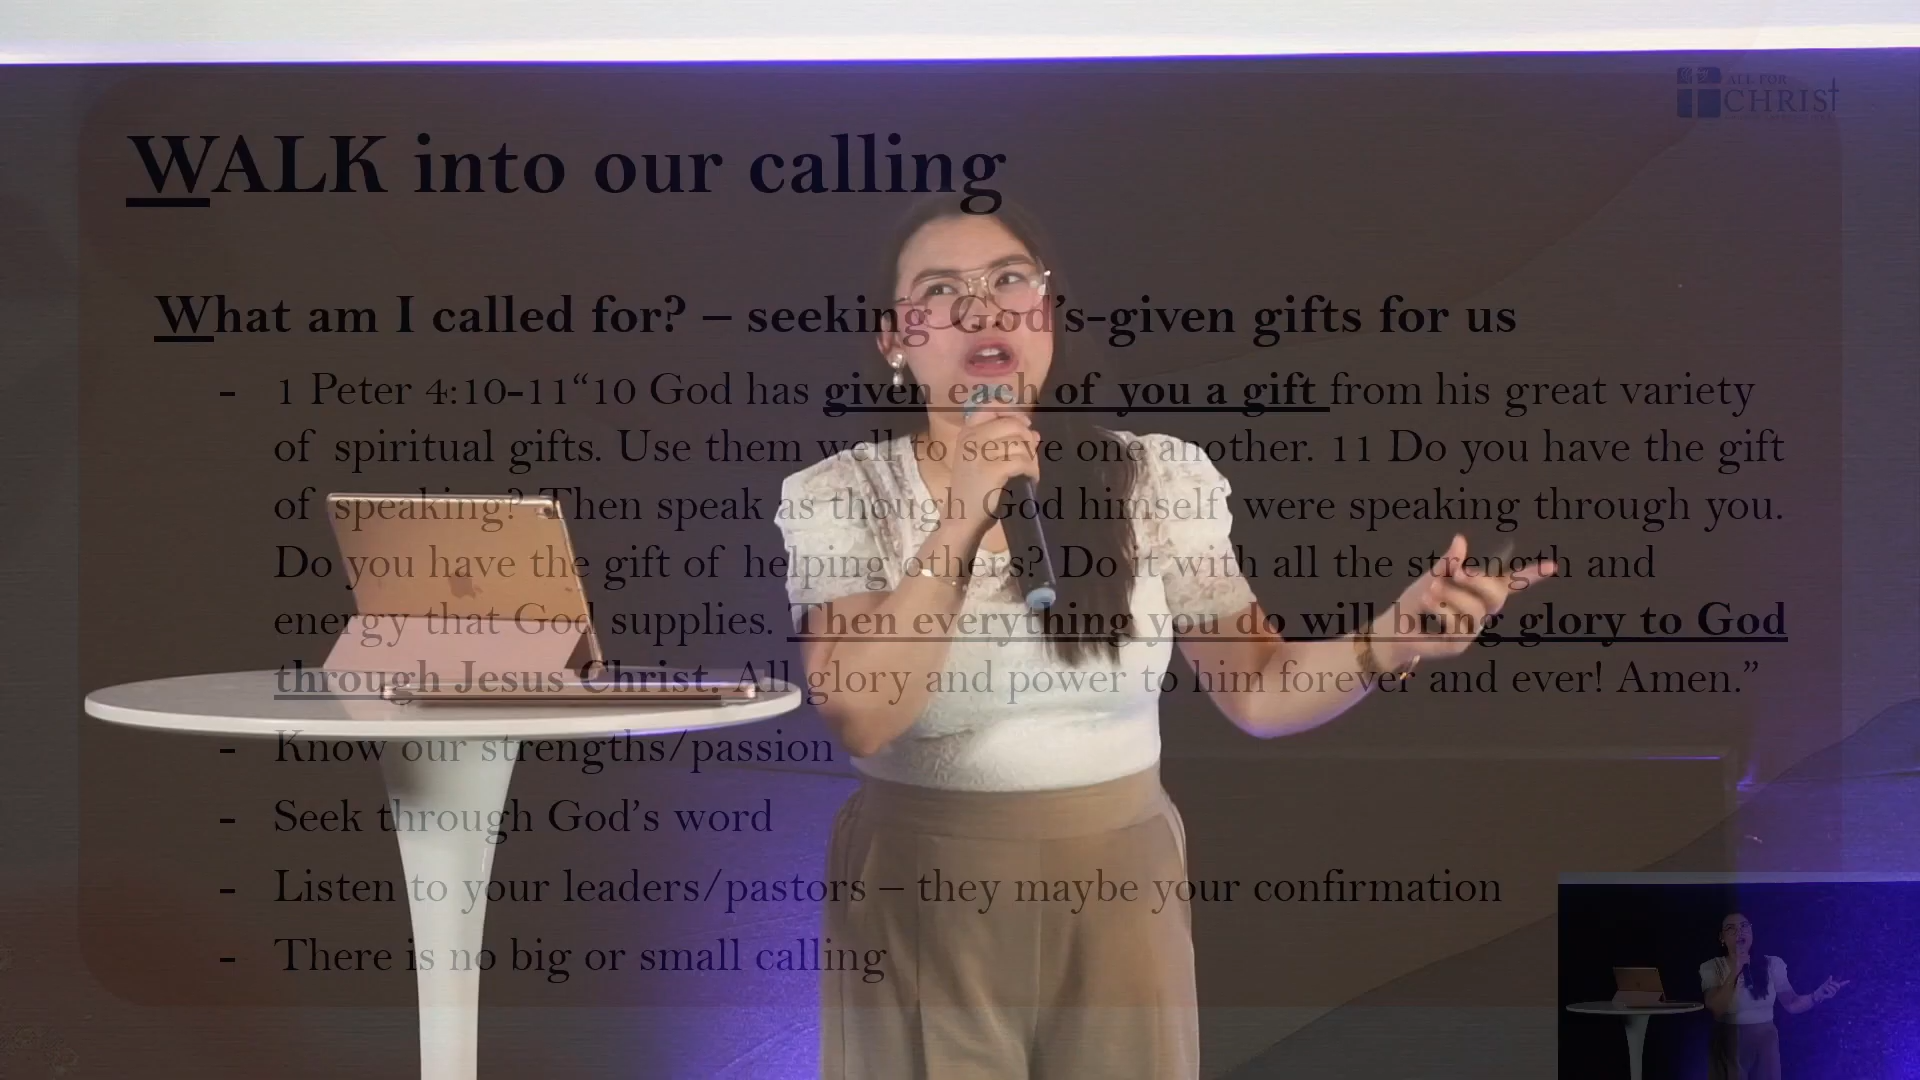 ALL FOR
CHRIST
WALK into our calling
What am I called for? – seeking God's-given gifts for us
- 1 Peter 4:10-11“10 God has given each of you a gift from his great variety
of spiritual gifts. Use them well to serve one another. 11 Do you have the gift
of speaking? Then speak as though God himself were speaking through you.
Do you have the gift of helping others? Do it with all the strength and
energy that God supplies. Then everything you do will bring glory to God
through Jesus Christ. All glory and power to him forever and ever! Amen.”
- Know our strengths/passion
- Seek through God’s word
- Listen to your leaders/pastors – they maybe your confirmation
- There is no big or small calling